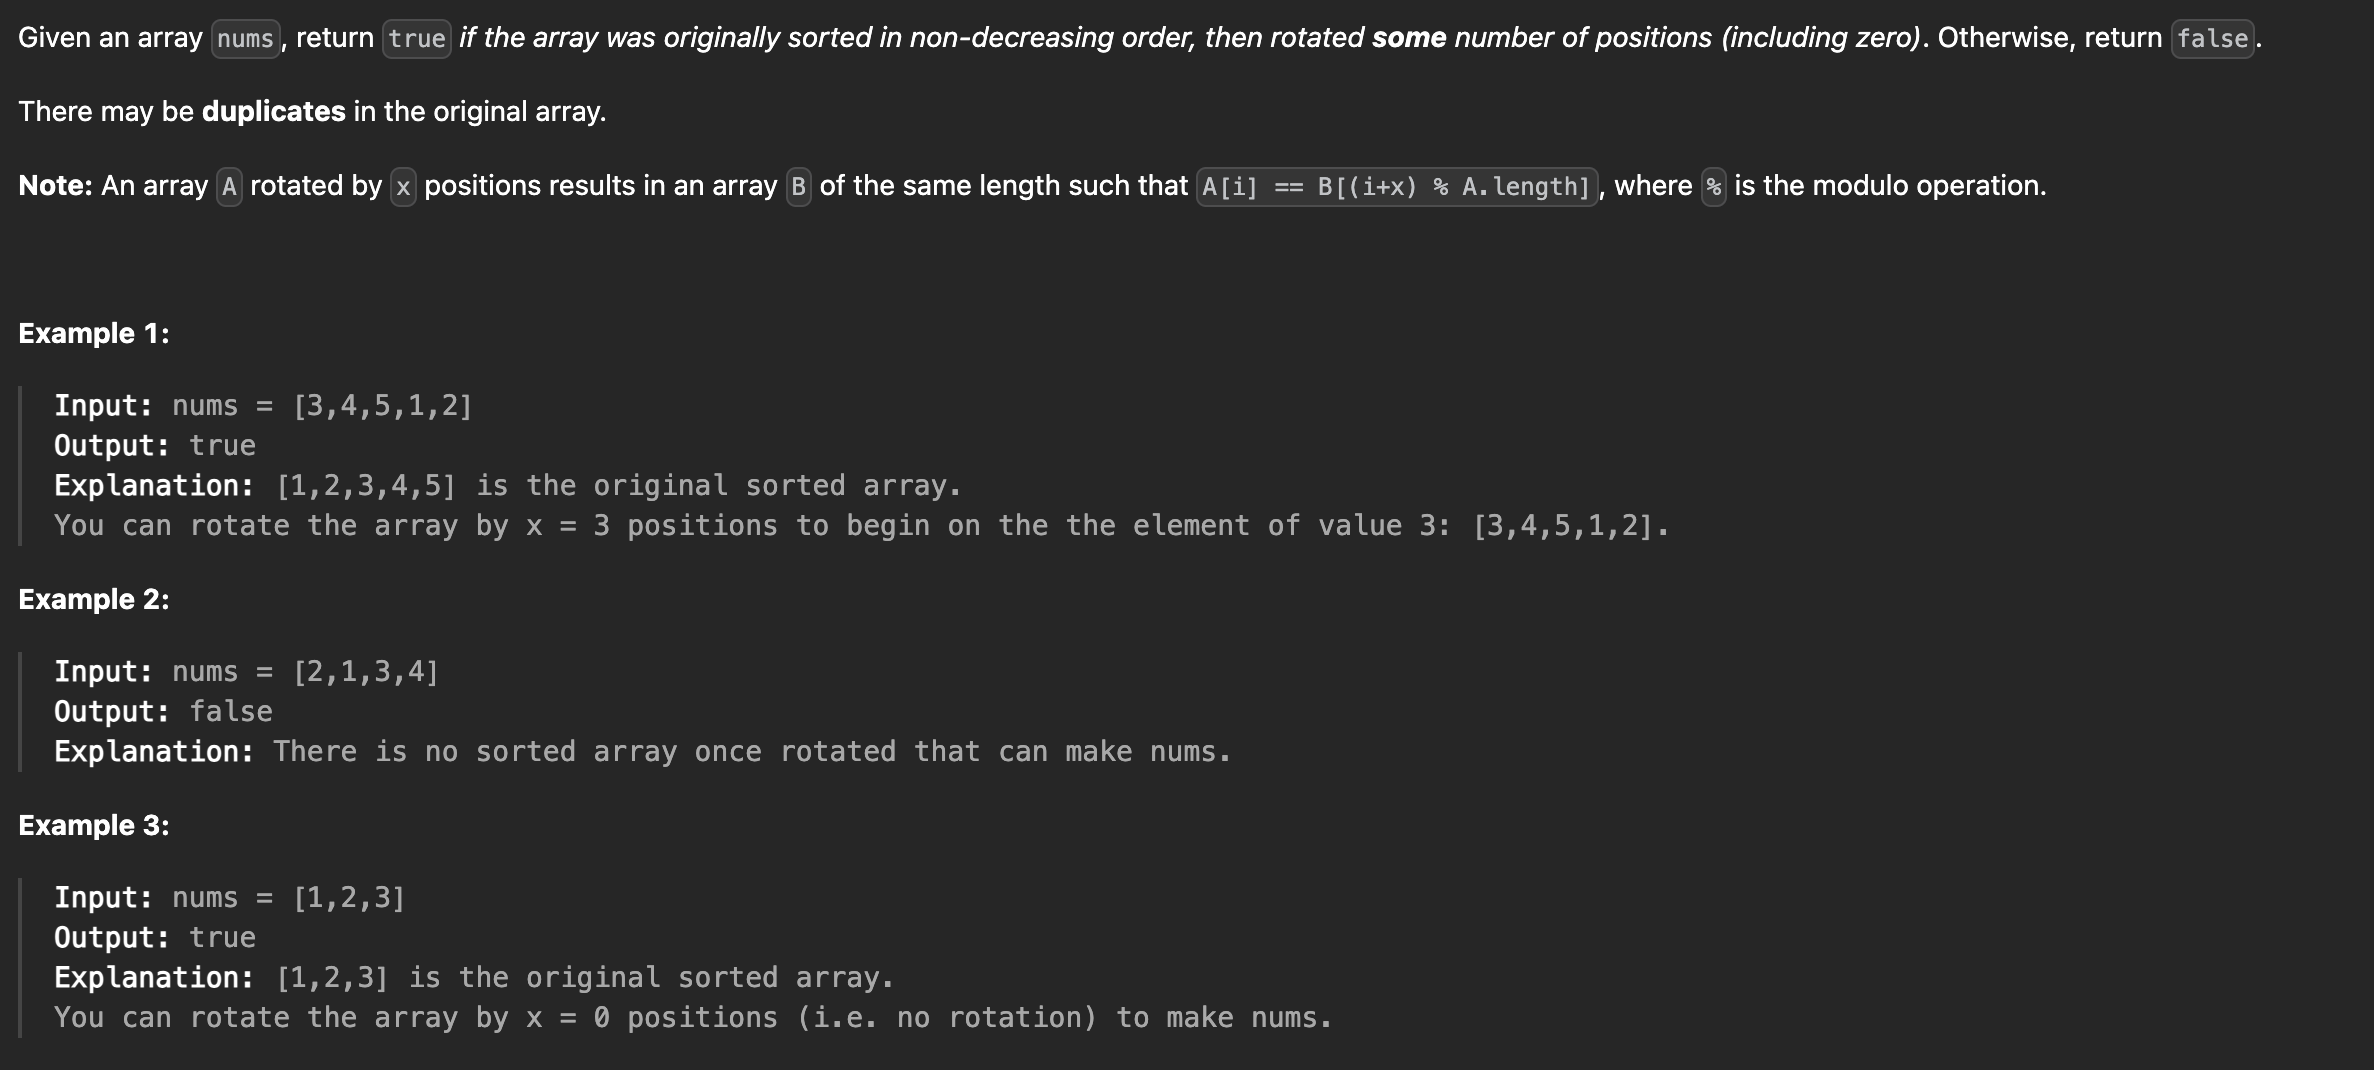 Given an array nums, return true if the array was originally sorted in non-decreasing order, then rotated some number of positions (including zero). Otherwise, return false.
There may be duplicates in the original array.
Note: An array A rotated by x positions results in an array B of the same length such that A[i] == B[(i+x) % A.length], where % is the modulo operation.
Example 1:
Input: nums = [3,4,5,1,2]
Output: true
Explanation: [1,2,3,4,5] is the original sorted array.
You can rotate the array by x = 3 positions to begin on the the element of value 3: [3,4,5,1,2].
Example 2:
Input: nums = [2,1,3,4]
Output: false
Explanation: There is no sorted array once rotated that can make nums.
Example 3:
Input: nums = [1,2,3]
Output: true
Explanation: [1,2,3] is the original sorted array.
You can rotate the array by x = 0 positions (i.e. no rotation) to make nums.